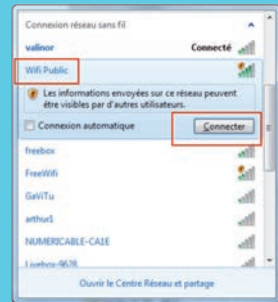 Connexion réseau sans fil
valinor Connecté
Wifi Public
Les informations envoyées sur ce réseau peuvent
être visibles par d'autres utilisateurs.
Connexion automatique Connecter
freebox
FreeWifi
GaViTu
arthur1
NUMERICABLE-CA1E
Livebox-9628
Ouvrir le Centre Réseau et partage